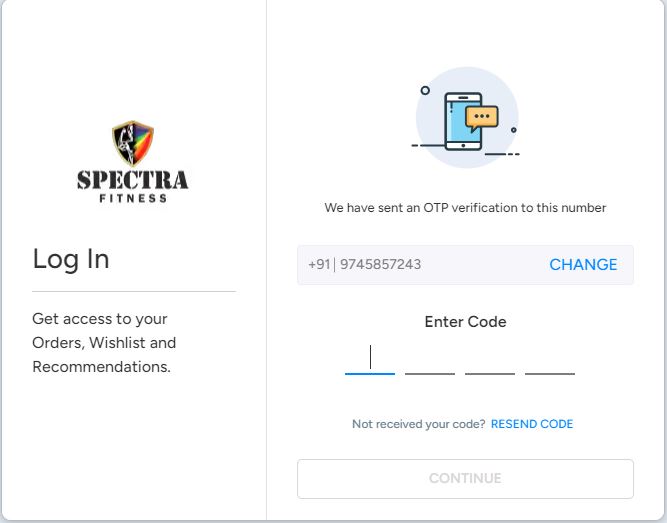 SPECTRA
FITNESS
Log In
Get access to your
Orders, Wishlist and
Recommendations.
We have sent an OTP verification to this number
+91 | 9745857243 CHANGE
Enter Code
Not received your code? RESEND CODE
CONTINUE